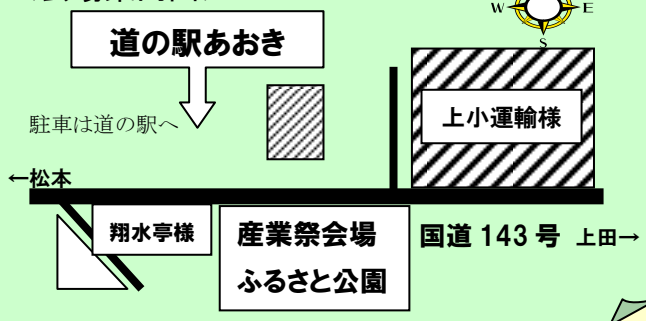 W E
S
道の駅あおき
上小運輸様
駐車は道の駅へ
←松本
翔水亭様
産業祭会場
ふるさと公園
国道 143 号 上田→